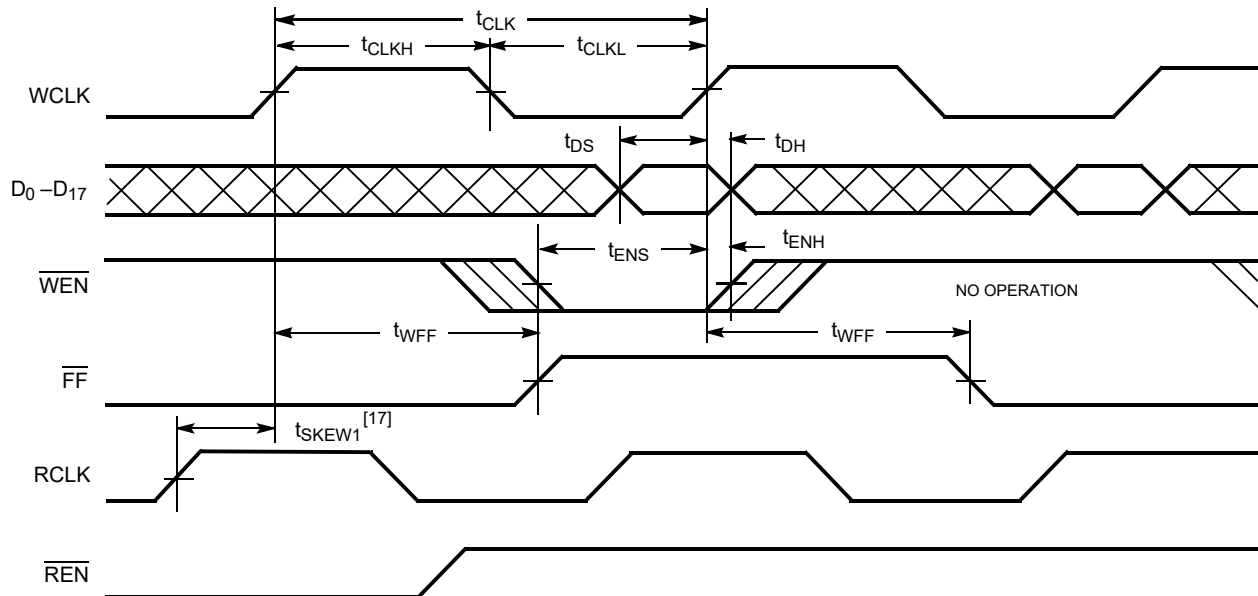 tCLK
tCLKH
tCLKL
WCLK
tDS
tDH
D0 –D17
tENS
tENH
WEN
NO OPERATION
tWFF
tWFF
FF
tSKEW1 [17]
RCLK
REN